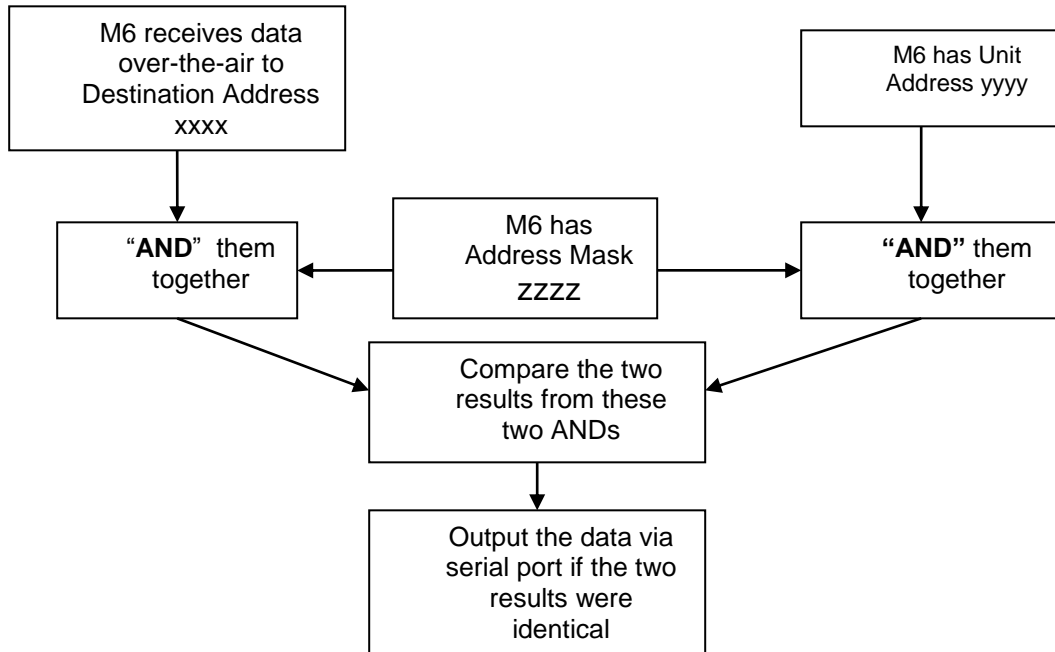 M6 receives data
over-the-air to
Destination Address
xxxx
M6 has Unit
Address yyyy
“AND” them
together
M6 has
Address Mask
zzzz
“AND” them
together
Compare the two
results from these
two ANDs
Output the data via
serial port if the two
results were
identical